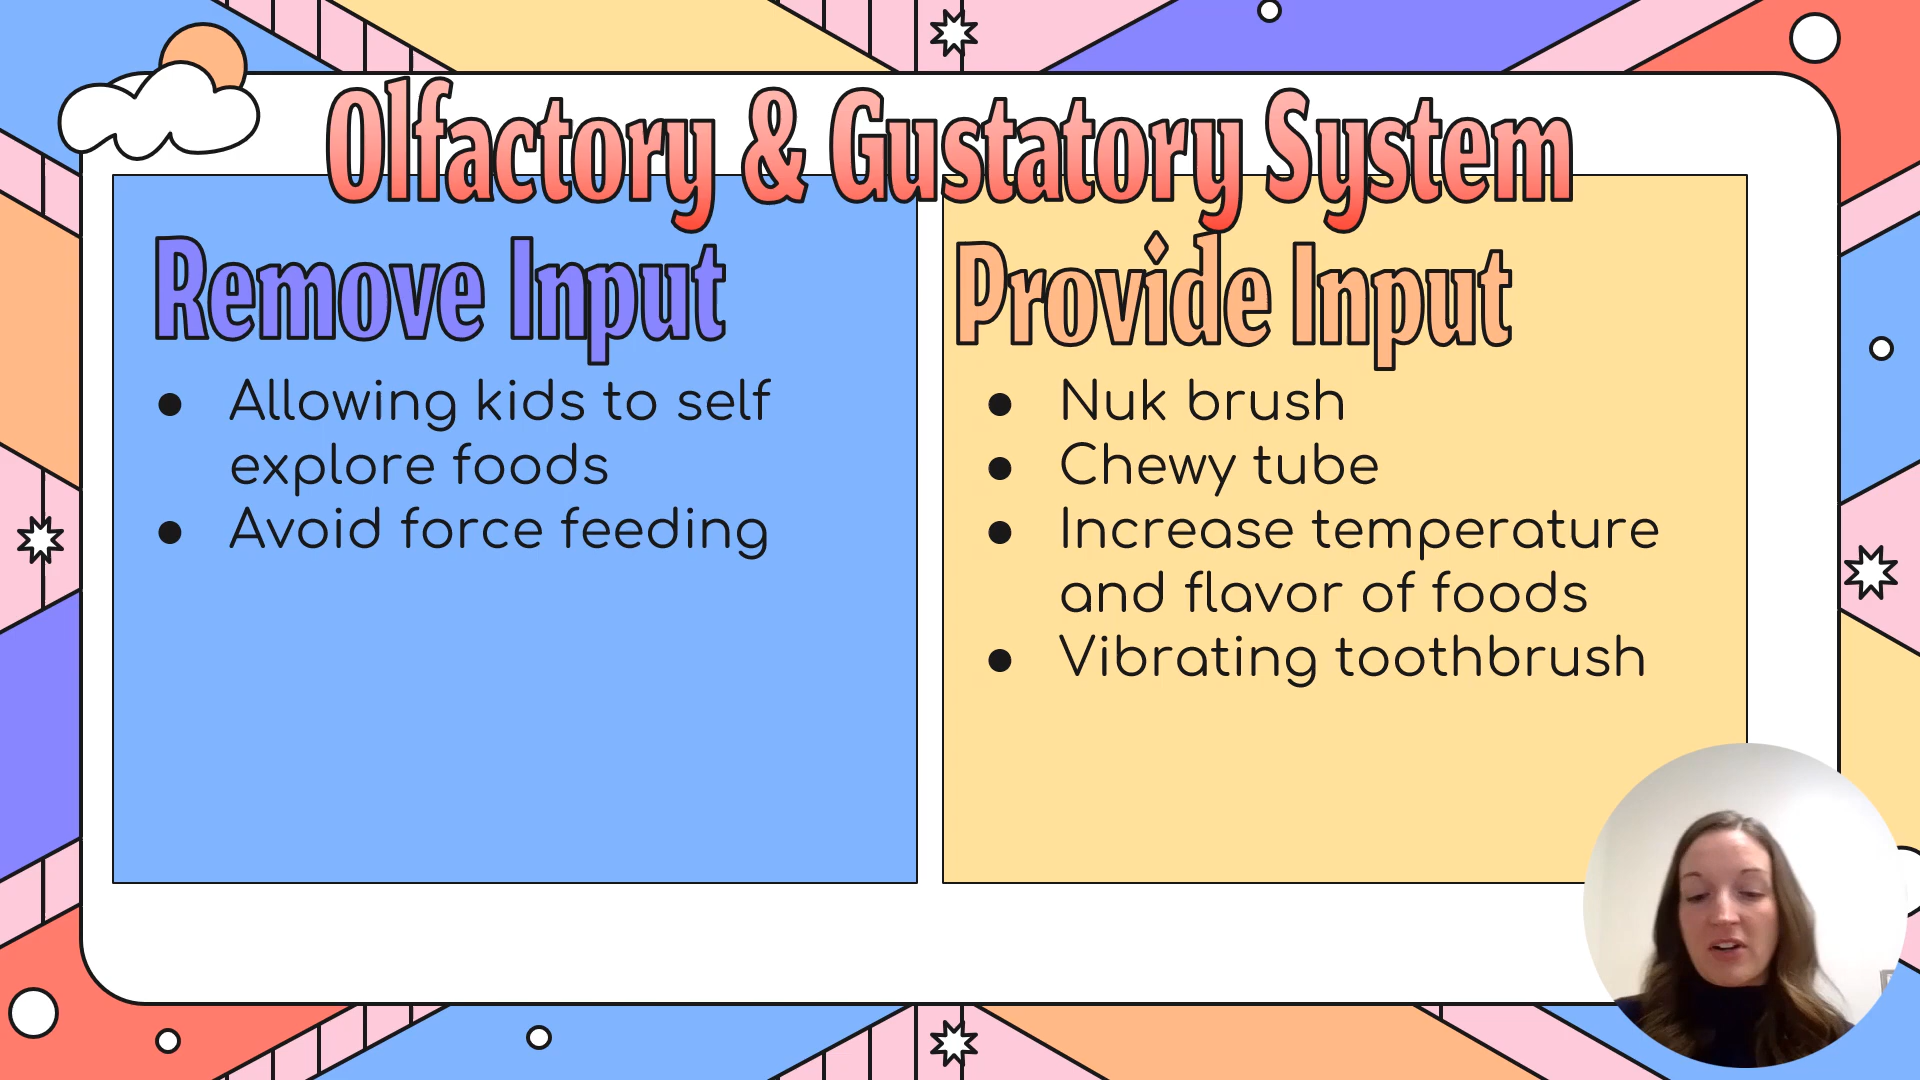 Olfactory & Gustatory System
Remove Input
● Allowing kids to self
explore foods
● Avoid force feeding
Provide Input
● Nuk brush
● Chewy tube
● Increase temperature
and flavor of foods
● Vibrating toothbrush